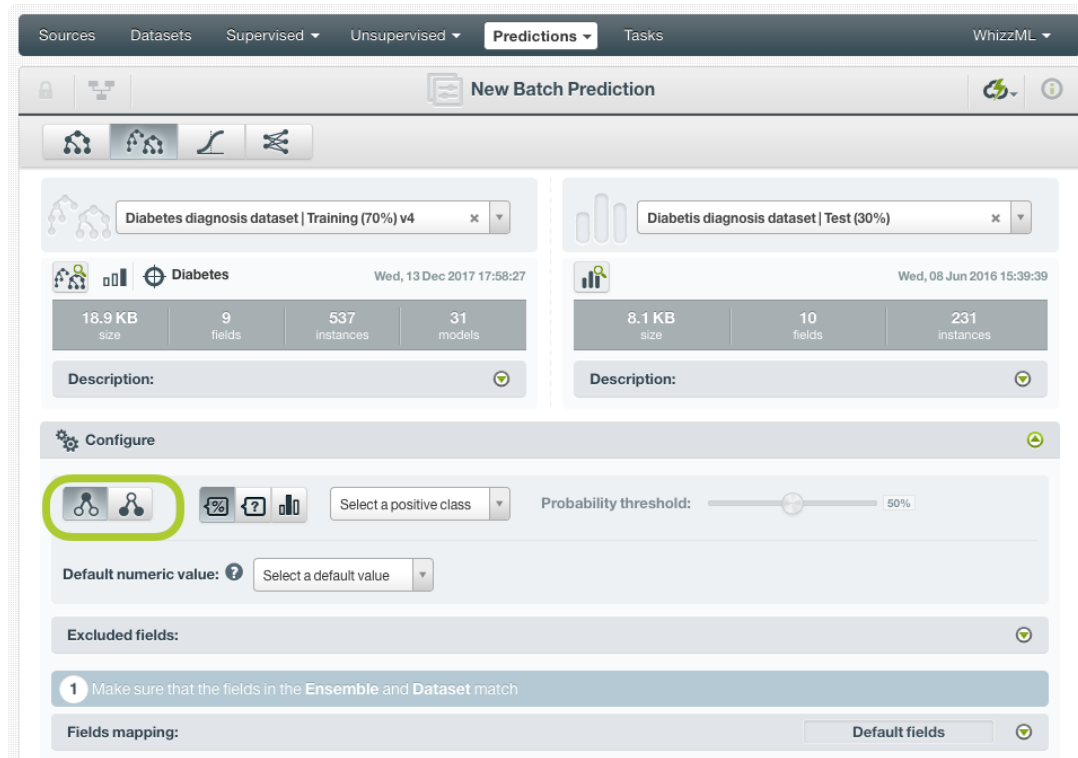 Sources Datasets Supervised Unsupervised Predictions Tasks WhizzML
New Batch Prediction
Diabetes diagnosis dataset | Training (70%) v4
Diabetis diagnosis dataset | Test (30%)
Diabetes Wed, 13 Dec 2017 17:58:27
Wed, 08 Jun 2016 15:39:39
18.9 KB 9 537 31
size fields instances models
8.1 KB 10 231
size fields instances
Description:
Description:
Configure
Select a positive class Probability threshold: 50%
Default numeric value: ? Select a default value
Excluded fields:
1 Make sure that the fields in the Ensemble and Dataset match
Fields mapping: Default fields